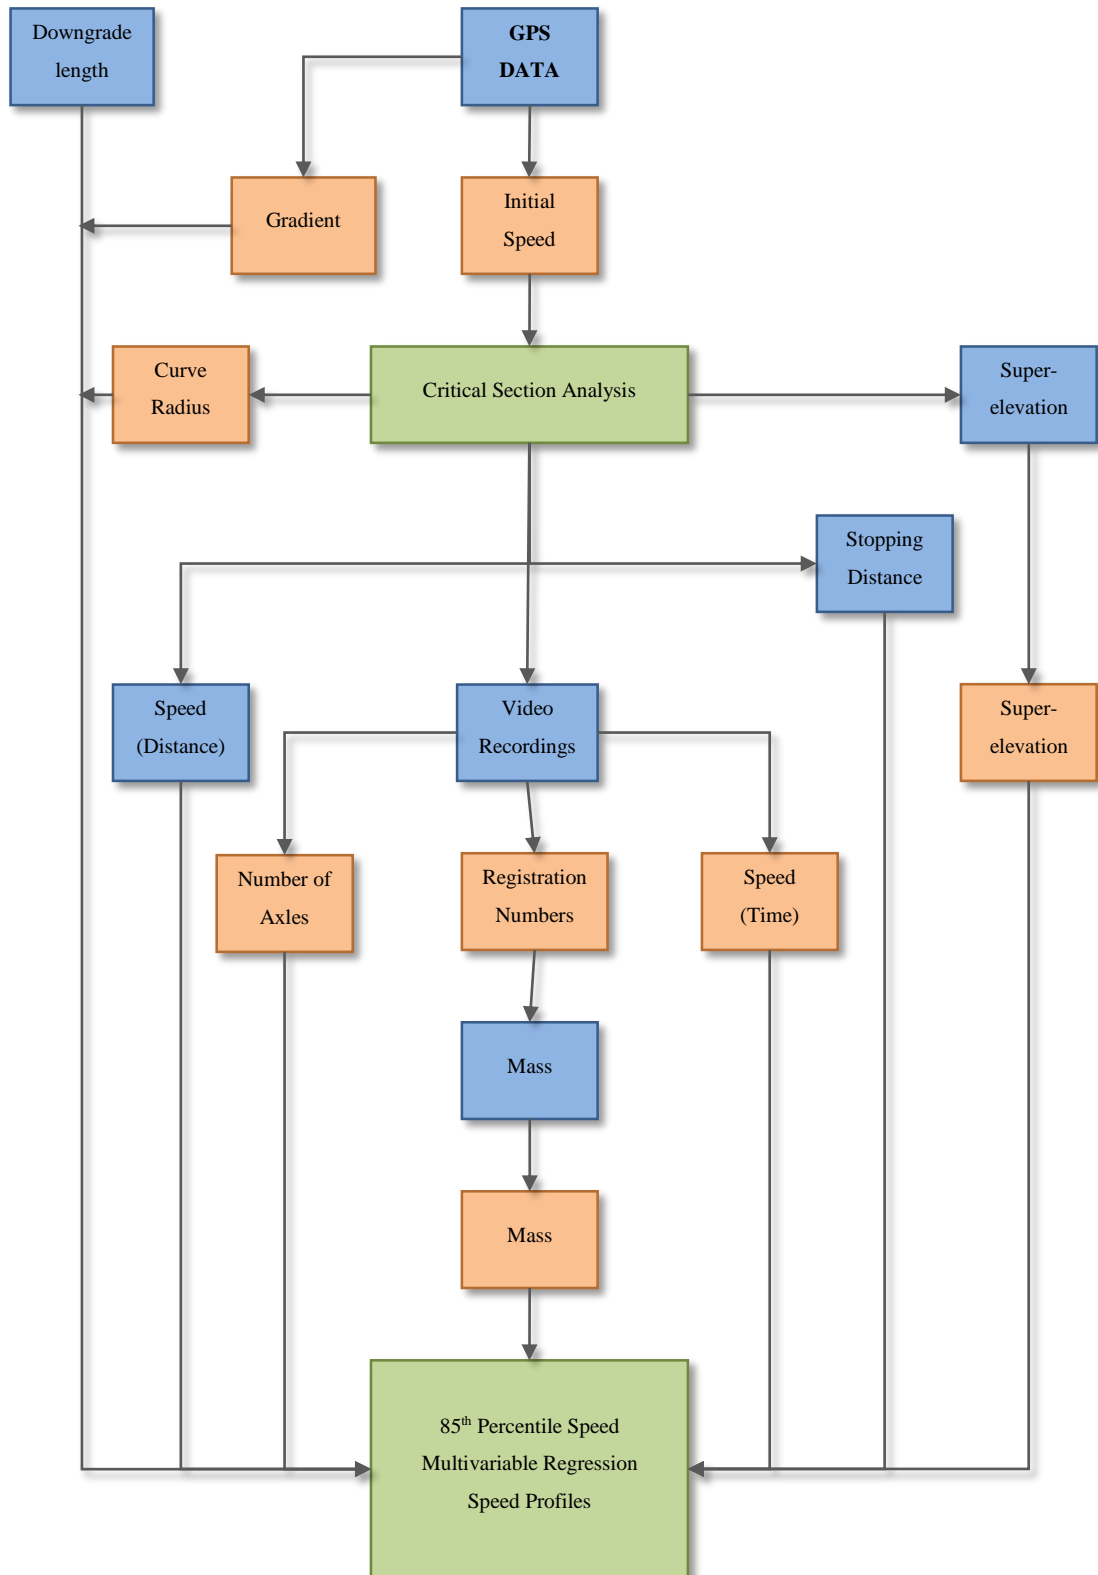 Downgrade
length
GPS
DATA
Gradient
Initial
Speed
Curve
Radius
Critical Section Analysis
Super-
elevation
Stopping
Distance
Speed
(Distance)
Video
Recordings
Super-
elevation
Number of
Axles
Registration
Numbers
Speed
(Time)
Mass
Mass
85th Percentile Speed
Multivariable Regression
Speed Profiles